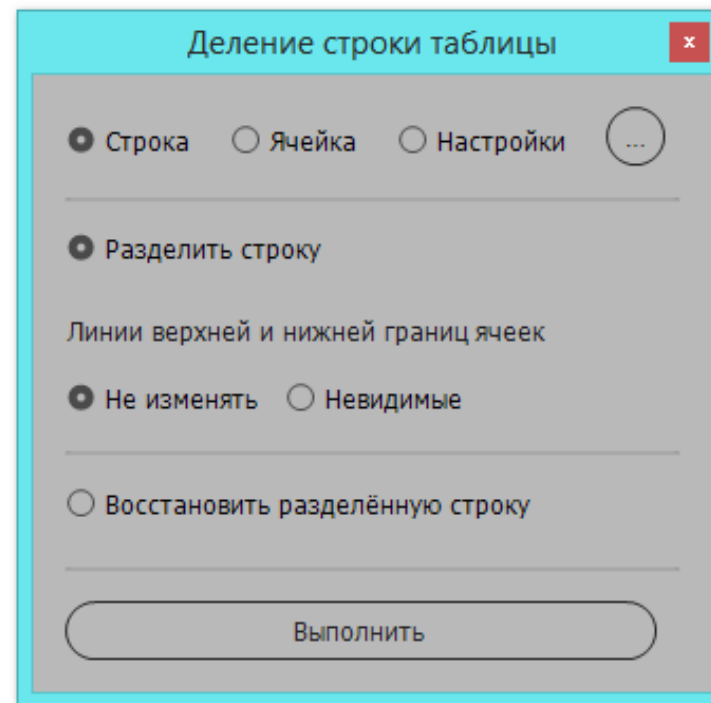 Деление строки таблицы x
Строка Ячейка Настройки ...
Разделить строку
Линии верхней и нижней границ ячеек
Не изменять Невидимые
Восстановить разделённую строку
Выполнить